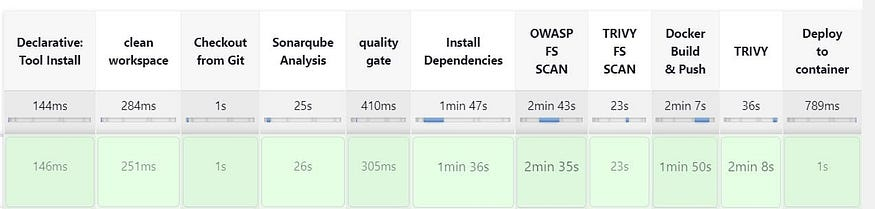 Declarative:
Tool Install
clean
workspace
Checkout
from Git
Sonarqube
Analysis
quality
gate
Install
Dependencies
OWASP
FS
SCAN
TRIVY
FS
SCAN
Docker
Build
& Push
TRIVY
Deploy
to
container
144ms 284ms 1s 25s 410ms 1min 47s 2min 43s 23s 2min 7s 36s 789ms
146ms 251ms 1s 26s 305ms 1min 36s 2min 35s 23s 1min 50s 2min 8s 1s